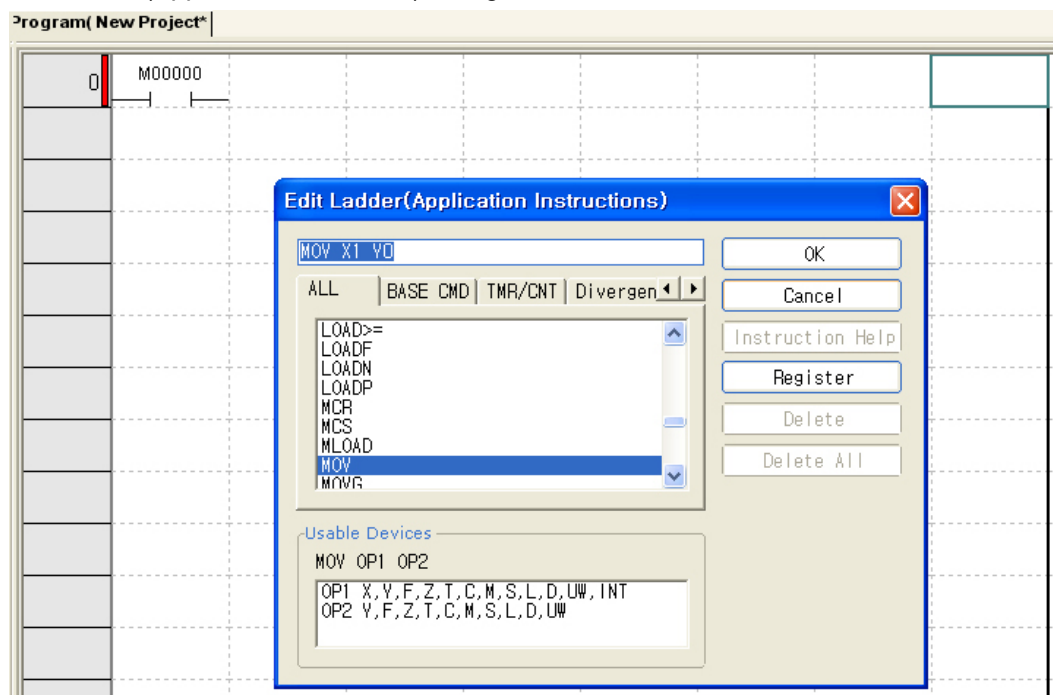 Program( New Project*
0
M00000
Edit Ladder(Application Instructions)
MOV X1 Y0
OK
ALL
BASE CMD
TMR/CNT
Divergen
Cancel
LOAD>=
LOADF
LOADN
LOADP
MCR
MCS
MLOAD
MOV
MOVG
Instruction Help
Register
Delete
Delete All
Usable Devices
MOV OP1 OP2
OP1 X,Y,F,Z,T,C,M,S,L,D,UW,INT
OP2 Y,F,Z,T,C,M,S,L,D,UW